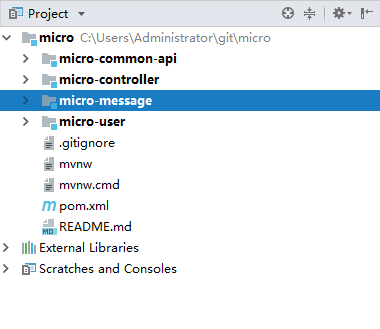 Project
micro C:\Users\Administrator\git\micro
micro-common-api
micro-controller
micro-message
micro-user
.gitignore
mvnw
mvnw.cmd
pom.xml
README.md
External Libraries
Scratches and Consoles